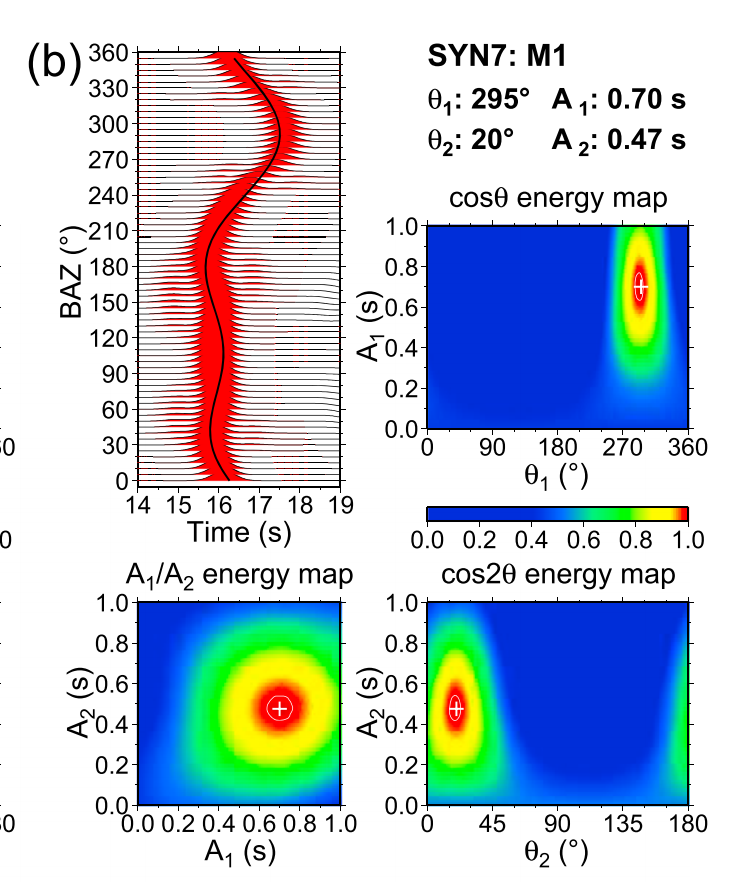 (b)
360
330
300
270
240
210
180
150
120
90
60
30
0
BAZ (°)
14 15 16 17 18 19
Time (s)
SYN7: M1
θ1: 295° A1: 0.70 s
θ2: 20° A2: 0.47 s
cosθ energy map
1.0
0.8
0.6
0.4
0.2
0.0
A1 (s)
0 90 180 270 360
θ1 (°)
0.0 0.2 0.4 0.6 0.8 1.0
A1/A2 energy map
1.0
0.8
0.6
0.4
0.2
0.0
A2 (s)
0.0 0.2 0.4 0.6 0.8 1.0
A1 (s)
cos2θ energy map
1.0
0.8
0.6
0.4
0.2
0.0
A2 (s)
0 45 90 135 180
θ2 (°)